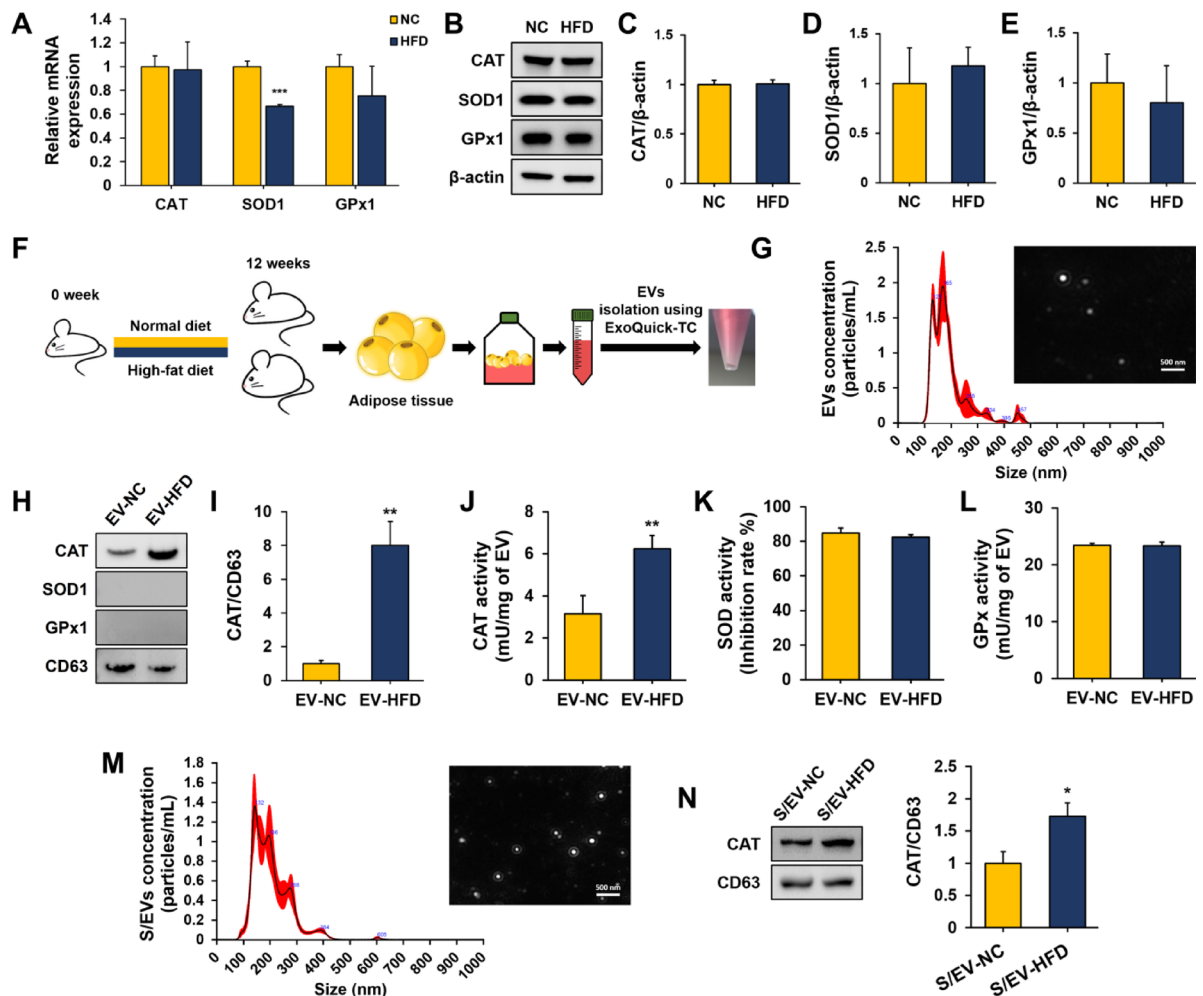 A
Relative mRNA
expression
1.4
1.2
1
0.8
0.6
0.4
0.2
0
***
CAT
SOD1
GPx1
NC
HFD
B
NC HFD
CAT
SOD1
GPx1
β-actin
C
CAT/β-actin
1.5
1
0.5
0
NC
HFD
D
SOD1/β-actin
1.5
1
0.5
0
NC
HFD
E
GPx1/β-actin
1.5
1
0.5
0
NC
HFD
F
0 week
Normal diet
High-fat diet
12 weeks
Adipose tissue
EVs
isolation using
ExoQuick-TC
G
EVs concentration
(particles/mL)
2.5
2
1.5
1
0.5
0
0
100
200
300
400
500
600
700
800
900
1000
Size (nm)
500 nm
H
EV-NC
EV-HFD
CAT
SOD1
GPx1
CD63
I
CAT/CD63
10
8
6
4
2
0
**
EV-NC
EV-HFD
J
CAT activity
(mU/mg of EV)
8
6
4
2
0
**
EV-NC
EV-HFD
K
SOD activity
(Inhibition rate %)
100
80
60
40
20
0
EV-NC
EV-HFD
L
GPx activity
(mU/mg of EV)
30
20
10
0
EV-NC
EV-HFD
M
S/EVs concentration
(particles/mL)
1.8
1.6
1.4
1.2
1
0.8
0.6
0.4
0.2
0
0
100
200
300
400
500
600
700
800
900
1000
Size (nm)
500 nm
N
S/EV-NC
S/EV-HFD
CAT
CD63
CAT/CD63
2.5
2
1.5
1
0.5
0
*
S/EV-NC
S/EV-HFD